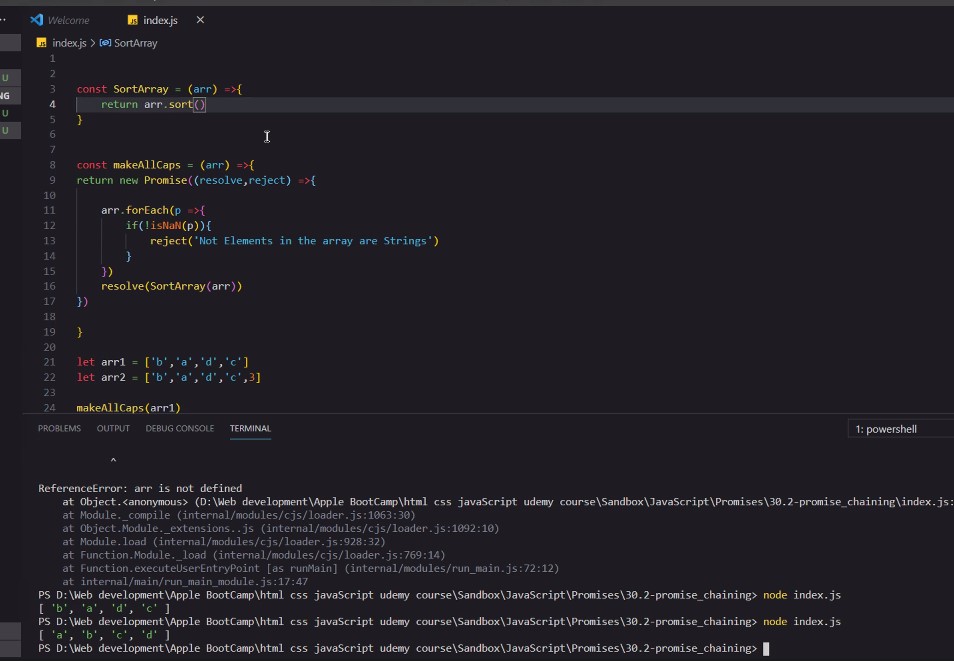 Welcome
JS index.js ×
JS index.js > SortArray
1
2
3 const SortArray = (arr) =>{
4 return arr.sort()
5 }
6
7
8 const makeAllCaps = (arr) =>{
9 return new Promise((resolve,reject) =>{
10
11 arr.forEach(p =>{
12 if(!isNaN(p)){
13 reject('Not Elements in the array are Strings')
14 }
15 })
16 resolve(SortArray(arr))
17 })
18
19 }
20
21 let arr1 = ['b','a','d','c']
22 let arr2 = ['b','a','d','c',3]
23
24 makeAllCaps(arr1)
U
NG
U
U
PROBLEMS OUTPUT DEBUG CONSOLE TERMINAL 1: powershell
^
ReferenceError: arr is not defined
at Object.<anonymous> (D:\Web development\Apple BootCamp\html css javaScript udemy course\Sandbox\JavaScript\Promises\30.2-promise_chaining\index.js:
at Module._compile (internal/modules/cjs/loader.js:1063:30)
at Object.Module._extensions..js (internal/modules/cjs/loader.js:1092:10)
at Module.load (internal/modules/cjs/loader.js:928:32)
at Function.Module._load (internal/modules/cjs/loader.js:769:14)
at Function.executeUserEntryPoint [as runMain] (internal/modules/run_main.js:72:12)
at internal/main/run_main_module.js:17:47
PS D:\Web development\Apple BootCamp\html css javaScript udemy course\Sandbox\JavaScript\Promises\30.2-promise_chaining> node index.js
[ 'b', 'a', 'd', 'c' ]
PS D:\Web development\Apple BootCamp\html css javaScript udemy course\Sandbox\JavaScript\Promises\30.2-promise_chaining> node index.js
[ 'a', 'b', 'c', 'd' ]
PS D:\Web development\Apple BootCamp\html css javaScript udemy course\Sandbox\JavaScript\Promises\30.2-promise_chaining>